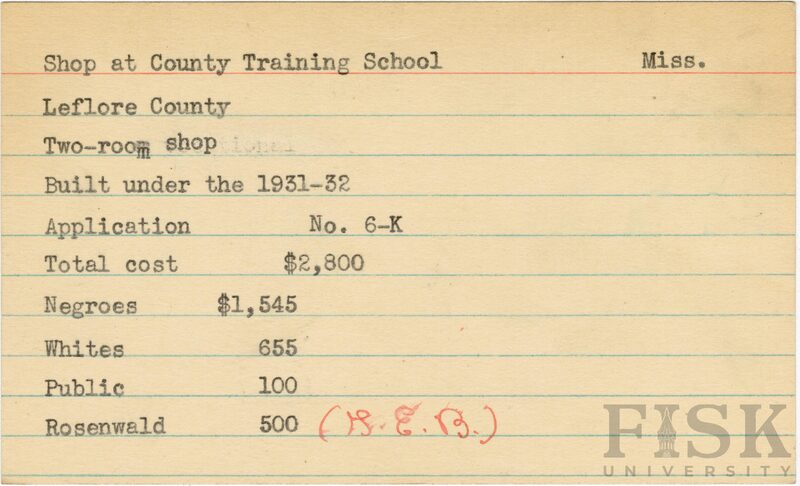 Shop at County Training School Miss.
Leflore County
Two-room shop
Built under the 1931-32
Application No. 6-K
Total cost $2,800
Negroes $1,545
Whites 655
Public 100
Rosenwald 500 (G.E.B.)
FISK
UNIVERSITY